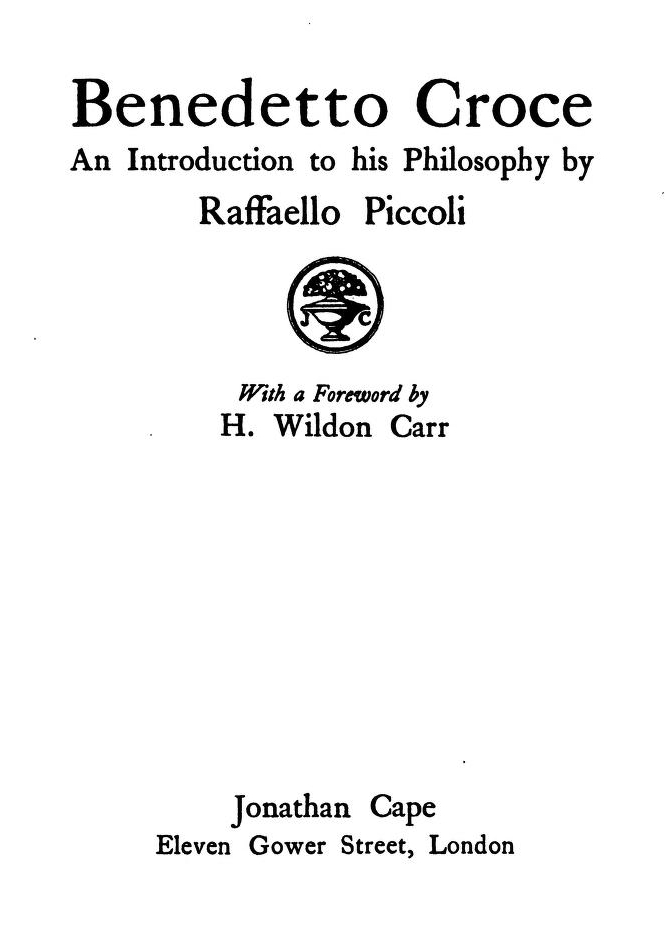 Benedetto Croce
An Introduction to his Philosophy by
Raffaello Piccoli
J C
With a Foreword by
H. Wildon Carr
Jonathan Cape
Eleven Gower Street, London